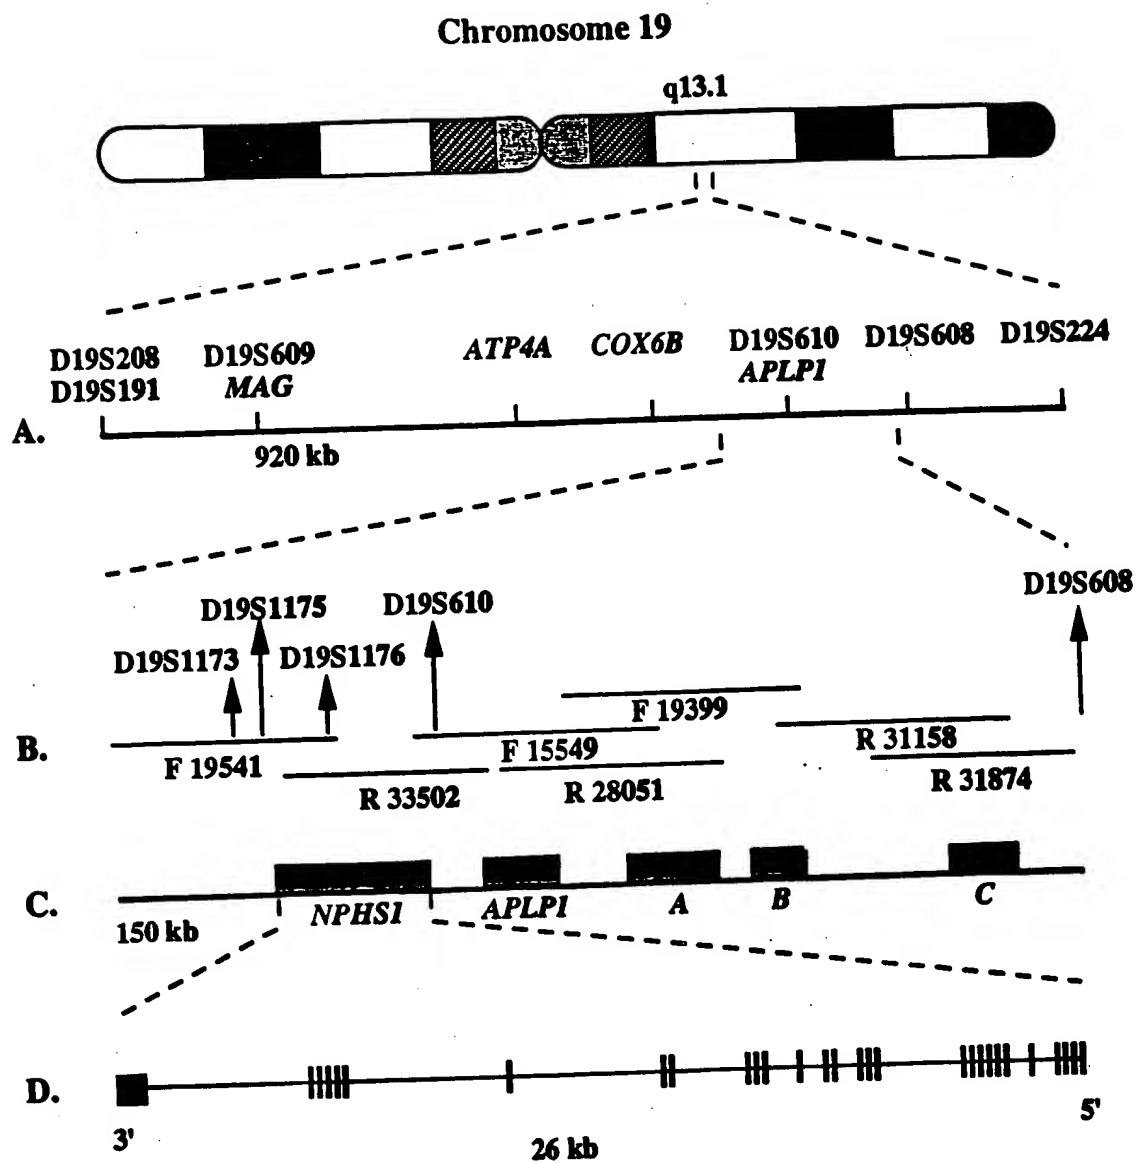 Chromosome 19
q13.1
D19S208
D19S191
D19S609
MAG
ATP4A
COX6B
D19S610
APLP1
D19S608
D19S224
A.
920 kb
D19S1175
D19S610
D19S608
D19S1173
D19S1176
B.
F 19541
R 33502
F 15549
R 28051
F 19399
R 31158
R 31874
C.
150 kb
NPHS1
APLP1
A
B
C
D.
3'
26 kb
5'